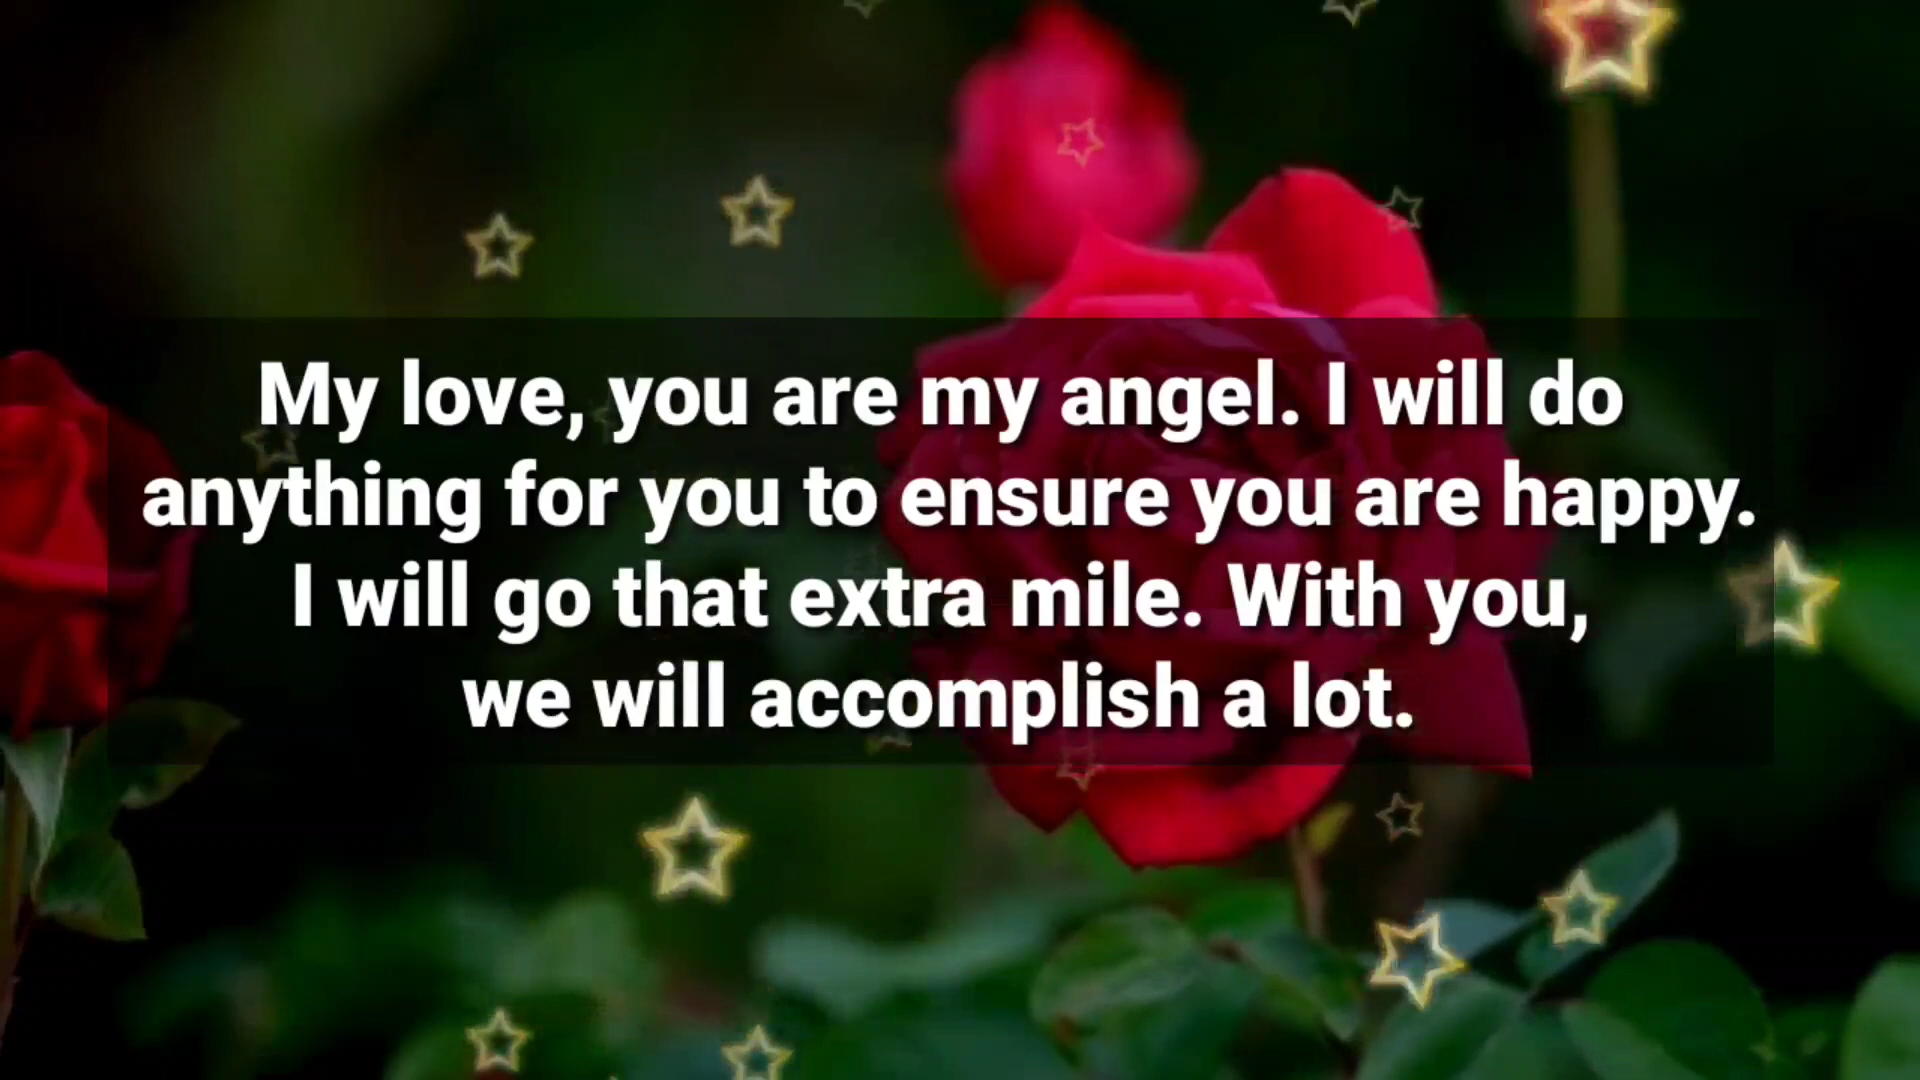 My love, you are my angel. I will do
anything for you to ensure you are happy.
I will go that extra mile. With you,
we will accomplish a lot.